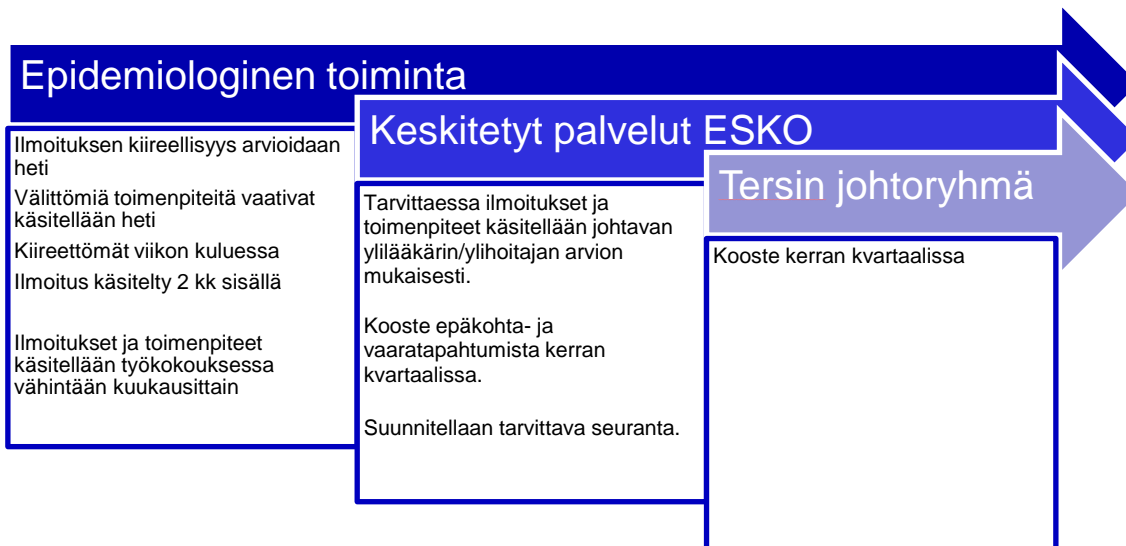 Epidemiologinen toiminta
Ilmoituksen kiireellisyys arvioidaan
heti
Välittömiä toimenpiteitä vaativat
käsitellään heti
Kiireettömät viikon kuluessa
Ilmoitus käsitelty 2 kk sisällä
Ilmoitukset ja toimenpiteet
käsitellään työkokouksessa
vähintään kuukausittain
Keskitetyt palvelut ESKO
Tarvittaessa ilmoitukset ja
toimenpiteet käsitellään johtavan
ylilääkärin/ylihoitajan arvion
mukaisesti.
Kooste epäkohta- ja
vaaratapahtumista kerran
kvartaalissa.
Suunnitellaan tarvittava seuranta.
Tersin johtoryhmä
Kooste kerran kvartaalissa